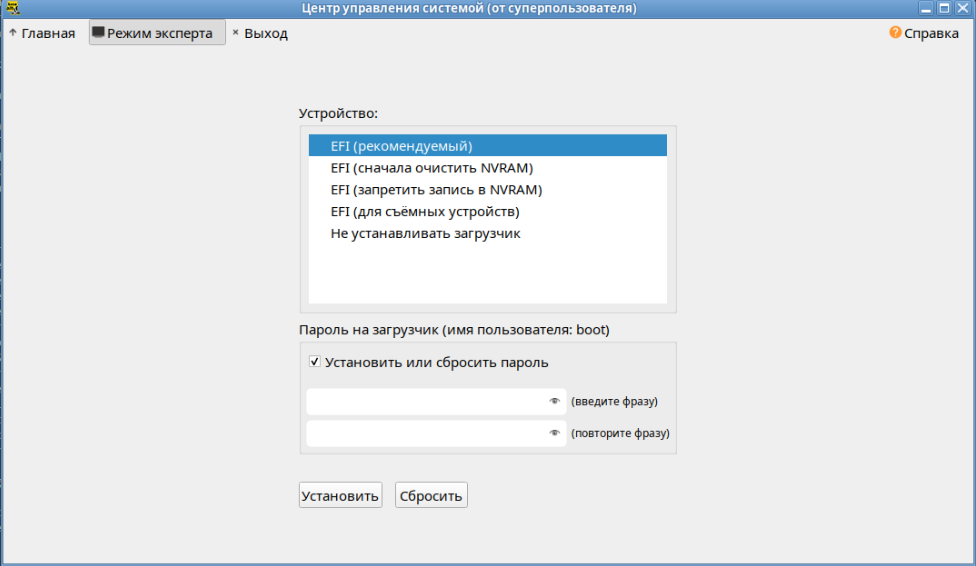 Центр управления системой (от суперпользователя)
Главная Режим эксперта Выход Справка
Устройство:
EFI (рекомендуемый)
EFI (сначала очистить NVRAM)
EFI (запретить запись в NVRAM)
EFI (для съёмных устройств)
Не устанавливать загрузчик
Пароль на загрузчик (имя пользователя: boot)
Установить или сбросить пароль
(введите фразу)
(повторите фразу)
Установить Сбросить